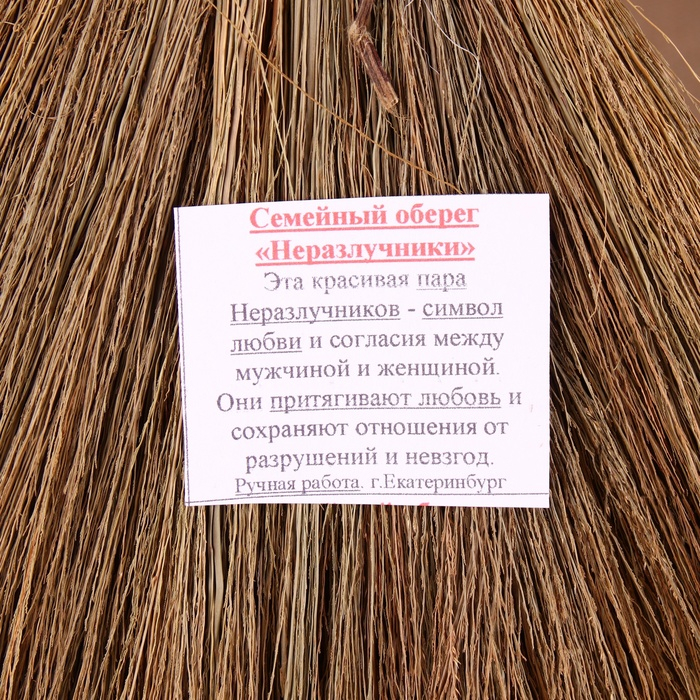 Семейный оберег
«Неразлучники»
Эта красивая пара
Неразлучников - символ
любви и согласия между
мужчиной и женщиной.
Они притягивают любовь и
сохраняют отношения от
разрушений и невзгод.
Ручная работа. г.Екатеринбург